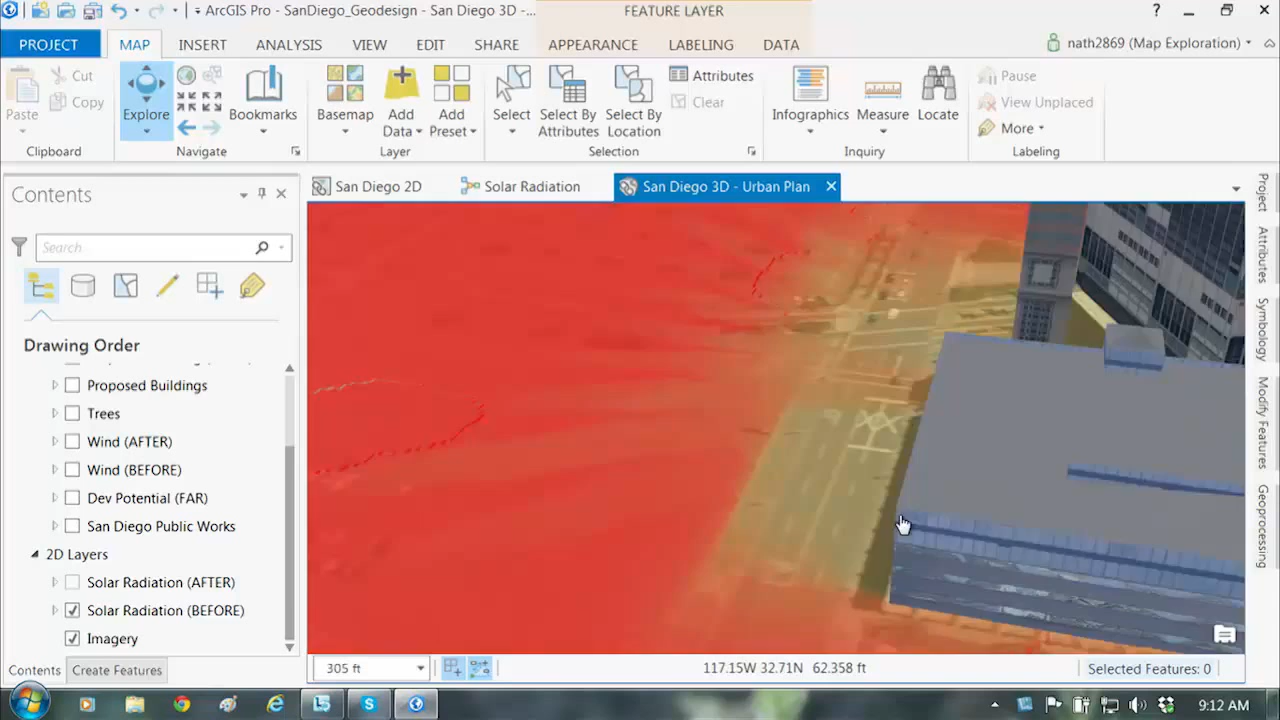 ArcGIS Pro - SanDiego_Geodesign - San Diego 3D -...
FEATURE LAYER
?
PROJECT MAP INSERT ANALYSIS VIEW EDIT SHARE APPEARANCE LABELING DATA
nath2869 (Map Exploration)
Paste
Cut
Copy
Clipboard
Explore
Bookmarks
Navigate
Basemap
Add Data
Add Preset
Layer
Select
Select By Attributes
Select By Location
Attributes
Clear
Selection
Infographics
Measure
Locate
Inquiry
Pause
View Unplaced
More
Labeling
Contents
Search...
Drawing Order
Proposed Buildings
Trees
Wind (AFTER)
Wind (BEFORE)
Dev Potential (FAR)
San Diego Public Works
2D Layers
Solar Radiation (AFTER)
Solar Radiation (BEFORE)
Imagery
Contents
Create Features
San Diego 2D
Solar Radiation
San Diego 3D - Urban Plan
305 ft
117.15W 32.71N 62.358 ft
Selected Features: 0
Project
Attributes
Symbology
Modify Features
Geoprocessing
9:12 AM